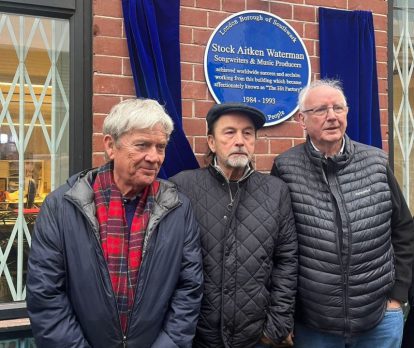 London Borough of Southwark
Stock Aitken Waterman
Songwriters & Music Producers
achieved worldwide success and acclaim
working from this building which became
affectionately known as "The Hit Factory"
1984 - 1993
People